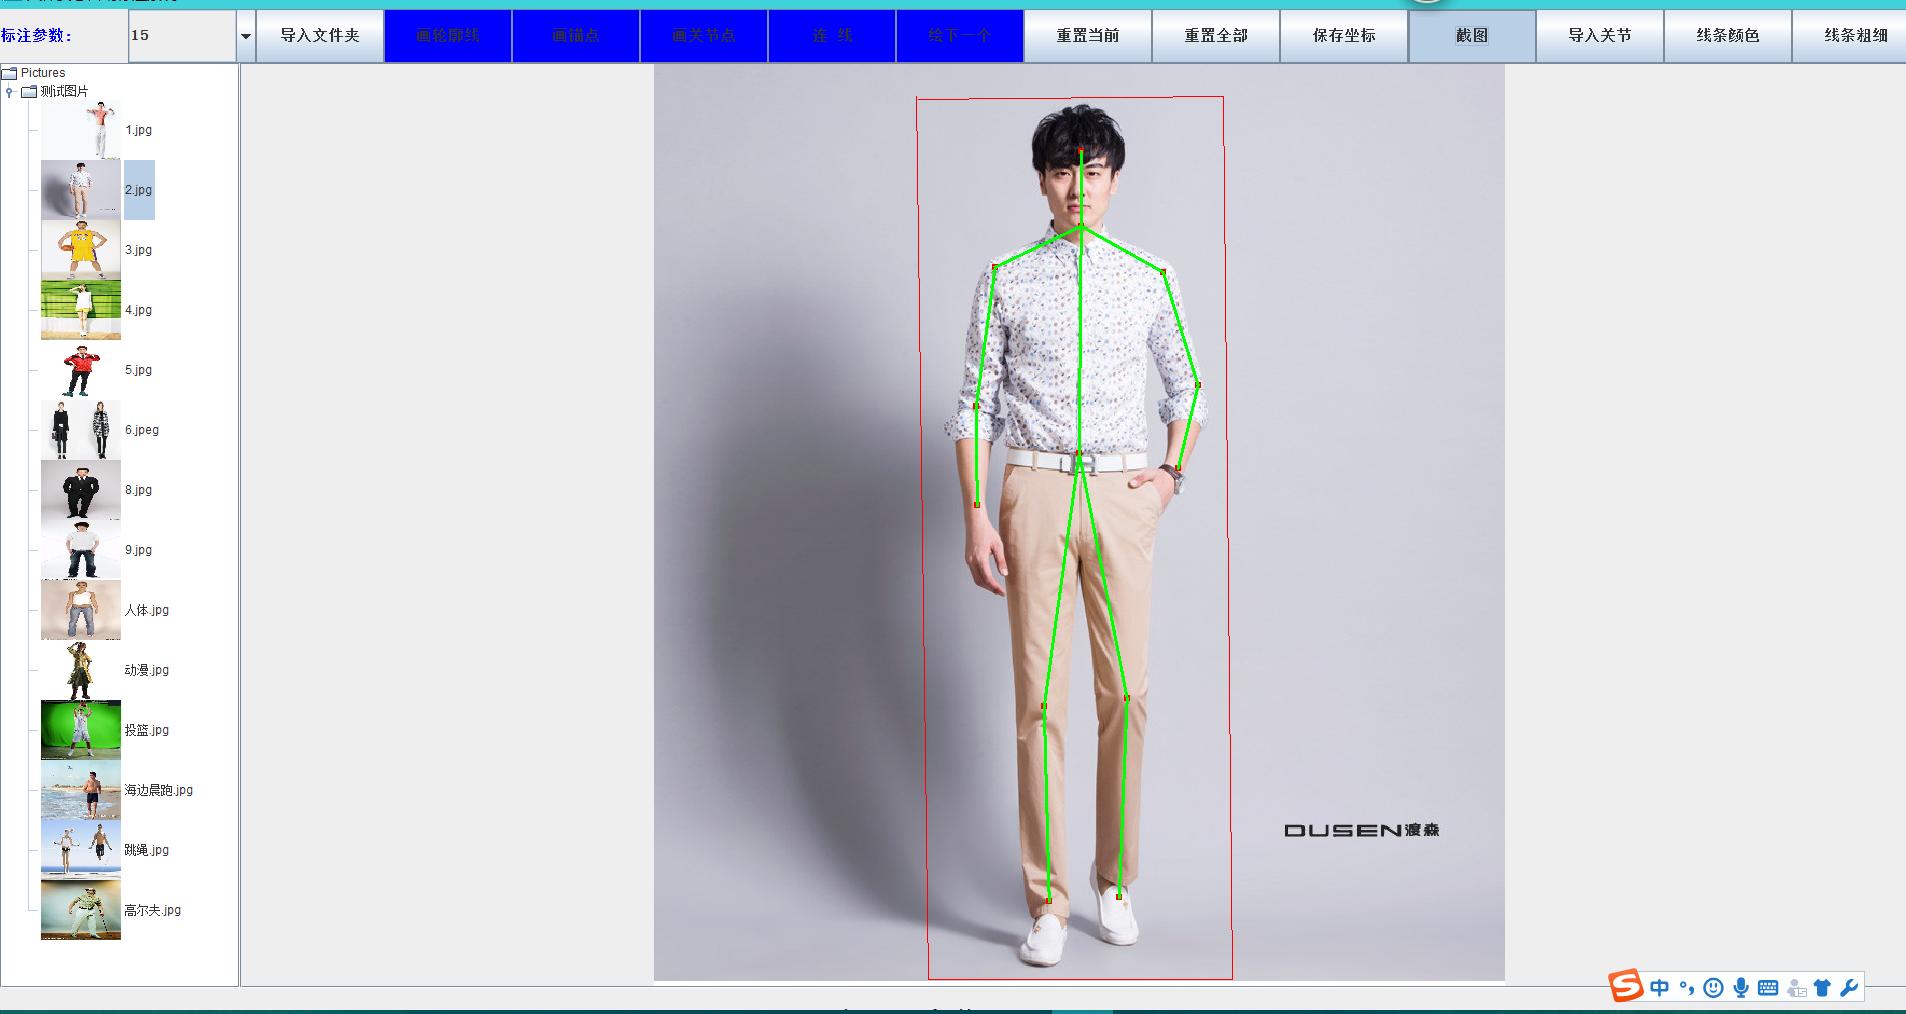 标注参数:
15
导入文件夹
画轮廓线
画锚点
画关节点
连 线
绘下一个
重置当前
重置全部
保存坐标
截图
导入关节
线条颜色
线条粗细
Pictures
测试图片
1.jpg
2.jpg
3.jpg
4.jpg
5.jpg
6.jpeg
8.jpg
9.jpg
人体.jpg
动漫.jpg
投篮.jpg
海边晨跑.jpg
跳绳.jpg
高尔夫.jpg
DUSEN渡森
中